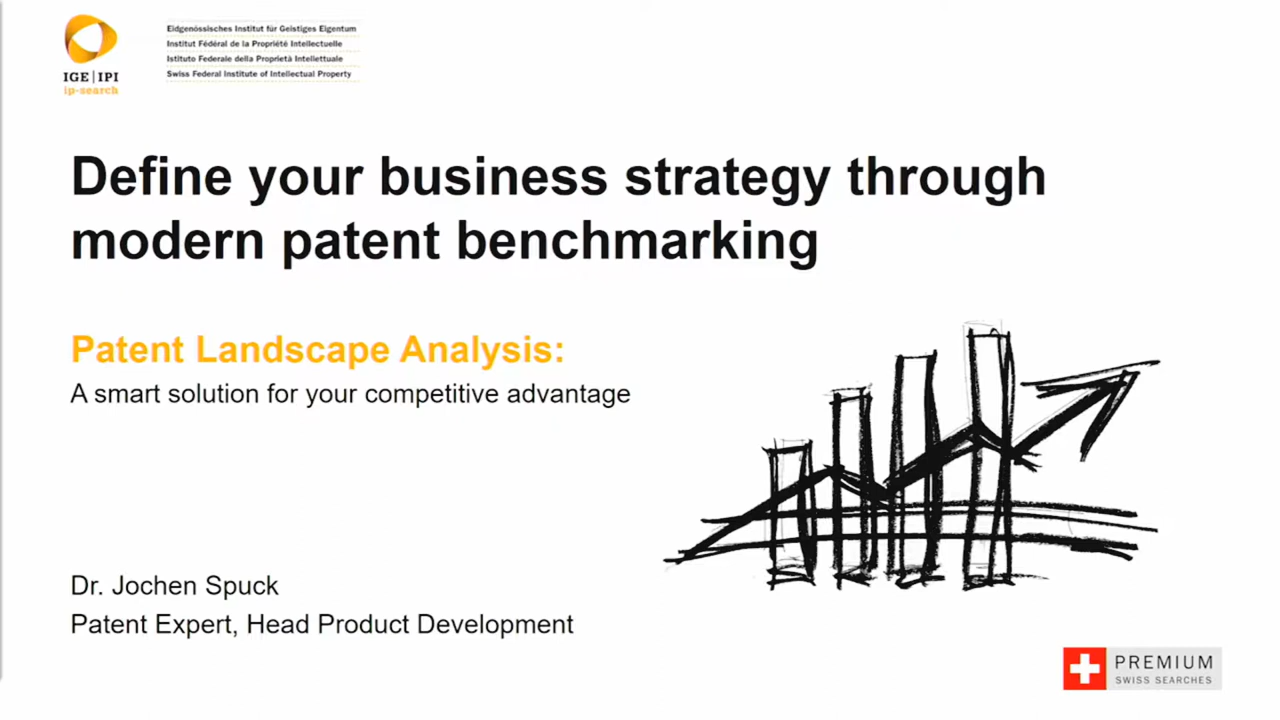 IGE|IPI
ip-search
Eidgenössisches Institut für Geistiges Eigentum
Institut Fédéral de la Propriété Intellectuelle
Istituto Federale della Proprietà Intellettuale
Swiss Federal Institute of Intellectual Property
Define your business strategy through
modern patent benchmarking
Patent Landscape Analysis:
A smart solution for your competitive advantage
Dr. Jochen Spuck
Patent Expert, Head Product Development
PREMIUM
SWISS SEARCHES